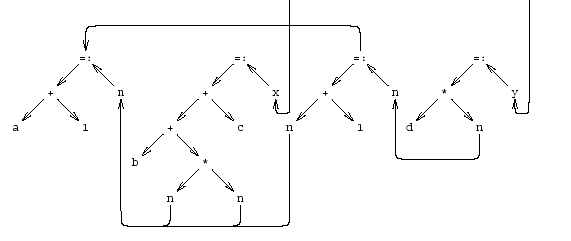 =: =: =: =:
+ n + x + n * y
a 1 + c n 1 d n
b *
n n